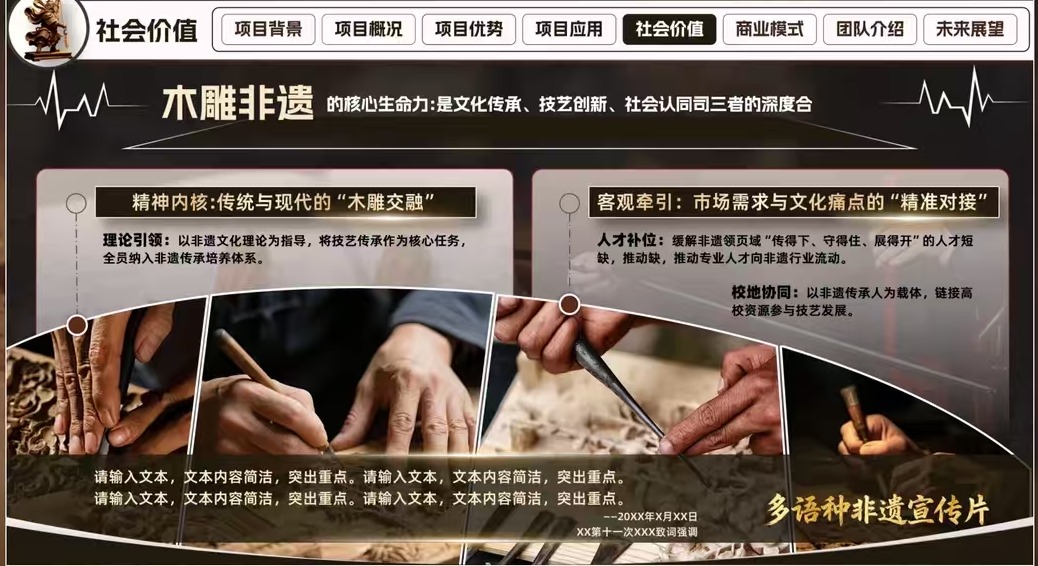 社会价值
项目背景
项目概况
项目优势
项目应用
社会价值
商业模式
团队介绍
未来展望
木雕非遗 的核心生命力:是文化传承、技艺创新、社会认同司三者的深度合
精神内核:传统与现代的“木雕交融”
理论引领：以非遗文化理论为指导，将技艺传承作为核心任务，
全员纳入非遗传承培养体系。
客观牵引：市场需求与文化痛点的“精准对接”
人才补位：缓解非遗领页域“传得下、守得住、展得开”的人才短
缺，推动缺，推动专业人才向非遗行业流动。
校地协同：以非遗传承人为载体，链接高
校资源参与技艺发展。
请输入文本，文本内容简洁，突出重点。请输入文本，文本内容简洁，突出重点。
请输入文本，文本内容简洁，突出重点。请输入文本，文本内容简洁，突出重点。
——20XX年X月XX日
XX第十一次XXX致词强调
多语种非遗宣传片